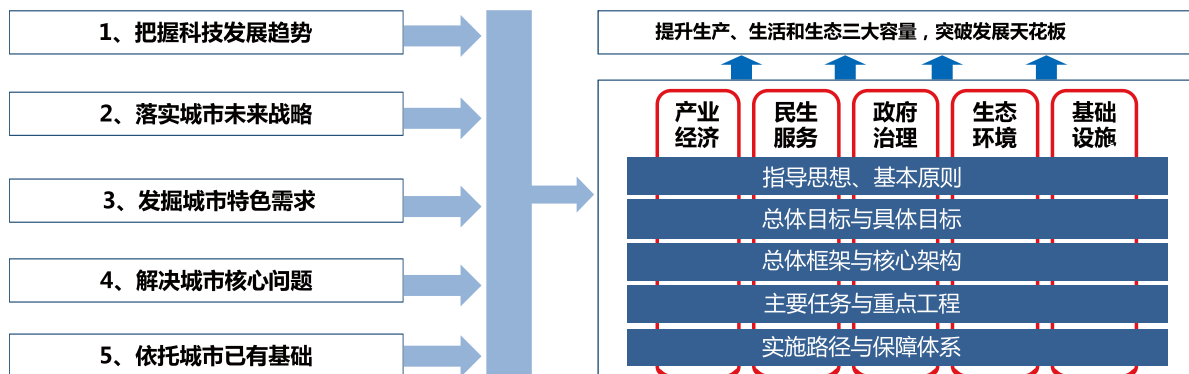 1、把握科技发展趋势
2、落实城市未来战略
3、发掘城市特色需求
4、解决城市核心问题
5、依托城市已有基础
提升生产、生活和生态三大容量，突破发展天花板
产业
经济
民生
服务
政府
治理
生态
环境
基础
设施
指导思想、基本原则
总体目标与具体目标
总体框架与核心架构
主要任务与重点工程
实施路径与保障体系